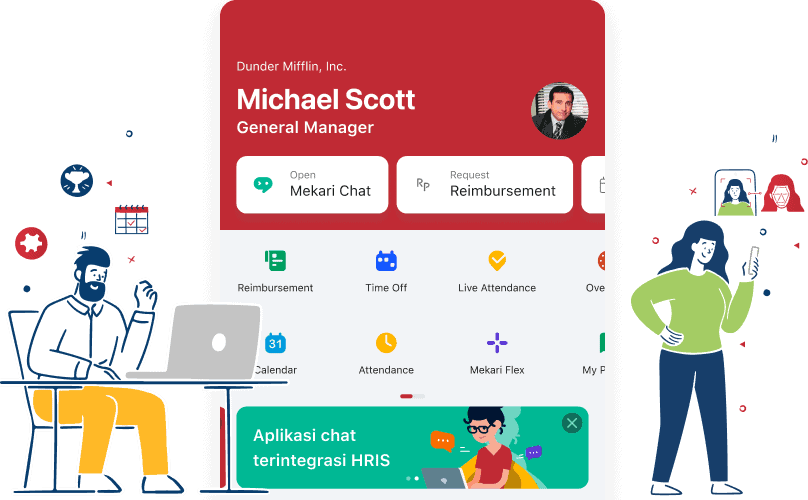 Dunder Mifflin, Inc.
Michael Scott
General Manager
Open
Mekari Chat
Request
Reimbursement
Rp
Reimbursement
Time Off
Live Attendance
Ove
31
Calendar
Attendance
Mekari Flex
My P
Aplikasi chat
terintegrasi HRIS